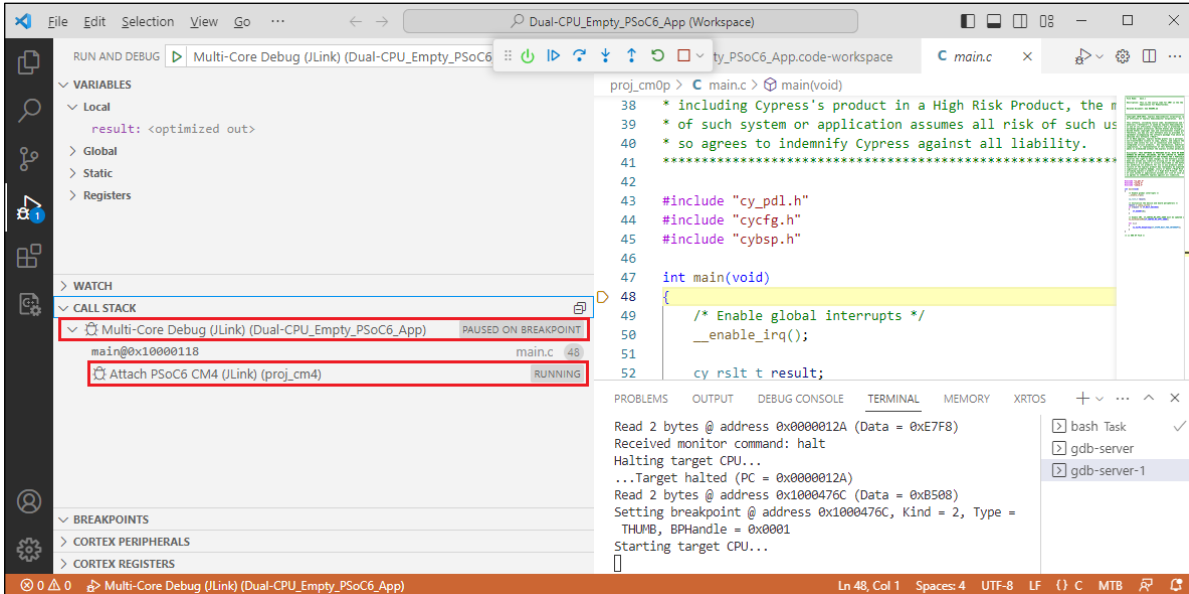 File Edit Selection View Go ··· Dual-CPU_Empty_PSoC6_App (Workspace)
RUN AND DEBUG Multi-Core Debug (JLink) (Dual-CPU_Empty_PSoC6 ty_PSoC6_App.code-workspace C main.c
VARIABLES
Local
result: <optimized out>
Global
Static
Registers
WATCH
CALL STACK
Multi-Core Debug (JLink) (Dual-CPU_Empty_PSoC6_App) PAUSED ON BREAKPOINT
main@0x10000118 main.c 48
Attach PSoC6 CM4 (JLink) (proj_cm4) RUNNING
BREAKPOINTS
CORTEX PERIPHERALS
CORTEX REGISTERS
1
proj_cm0p > C main.c > main(void)
38 * including Cypress's product in a High Risk Product, the
39 * of such system or application assumes all risk of such us
40 * so agrees to indemnify Cypress against all liability.
41 *************************************************************
42
43 #include "cy_pdl.h"
44 #include "cycfg.h"
45 #include "cybsp.h"
46
47 int main(void)
48 {
49 /* Enable global interrupts */
50 __enable_irq();
51
52 cy_rslt_t result;
PROBLEMS OUTPUT DEBUG CONSOLE TERMINAL MEMORY XRTOS
Read 2 bytes @ address 0x0000012A (Data = 0xE7F8)
Received monitor command: halt
Halting target CPU...
...Target halted (PC = 0x0000012A)
Read 2 bytes @ address 0x1000476C (Data = 0xB508)
Setting breakpoint @ address 0x1000476C, Kind = 2, Type =
THUMB, BPHandle = 0x0001
Starting target CPU...
bash Task
gdb-server
gdb-server-1
0 0 Multi-Core Debug (JLink) (Dual-CPU_Empty_PSoC6_App) Ln 48, Col 1 Spaces: 4 UTF-8 LF {} C MTB